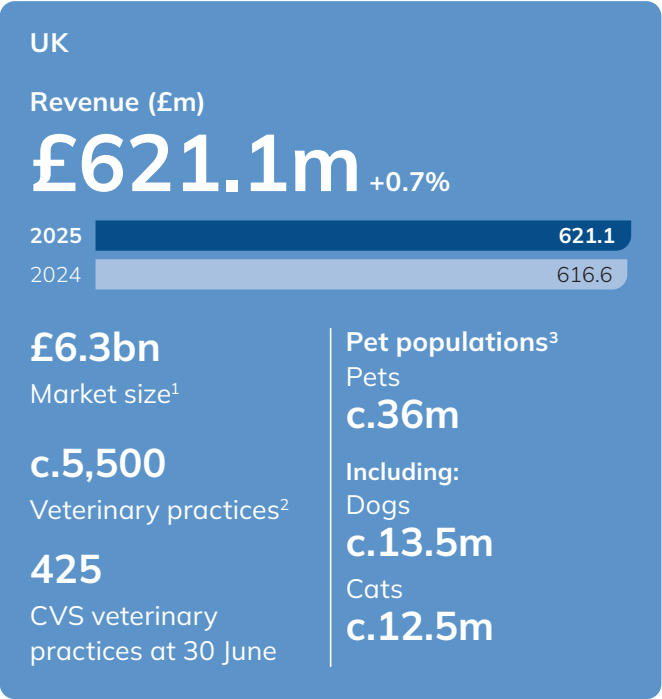 UK
Revenue (£m)
£621.1m +0.7%
2025 621.1
2024 616.6
£6.3bn
Market size¹
c.5,500
Veterinary practices²
425
CVS veterinary
practices at 30 June
Pet populations³
Pets
c.36m
Including:
Dogs
c.13.5m
Cats
c.12.5m